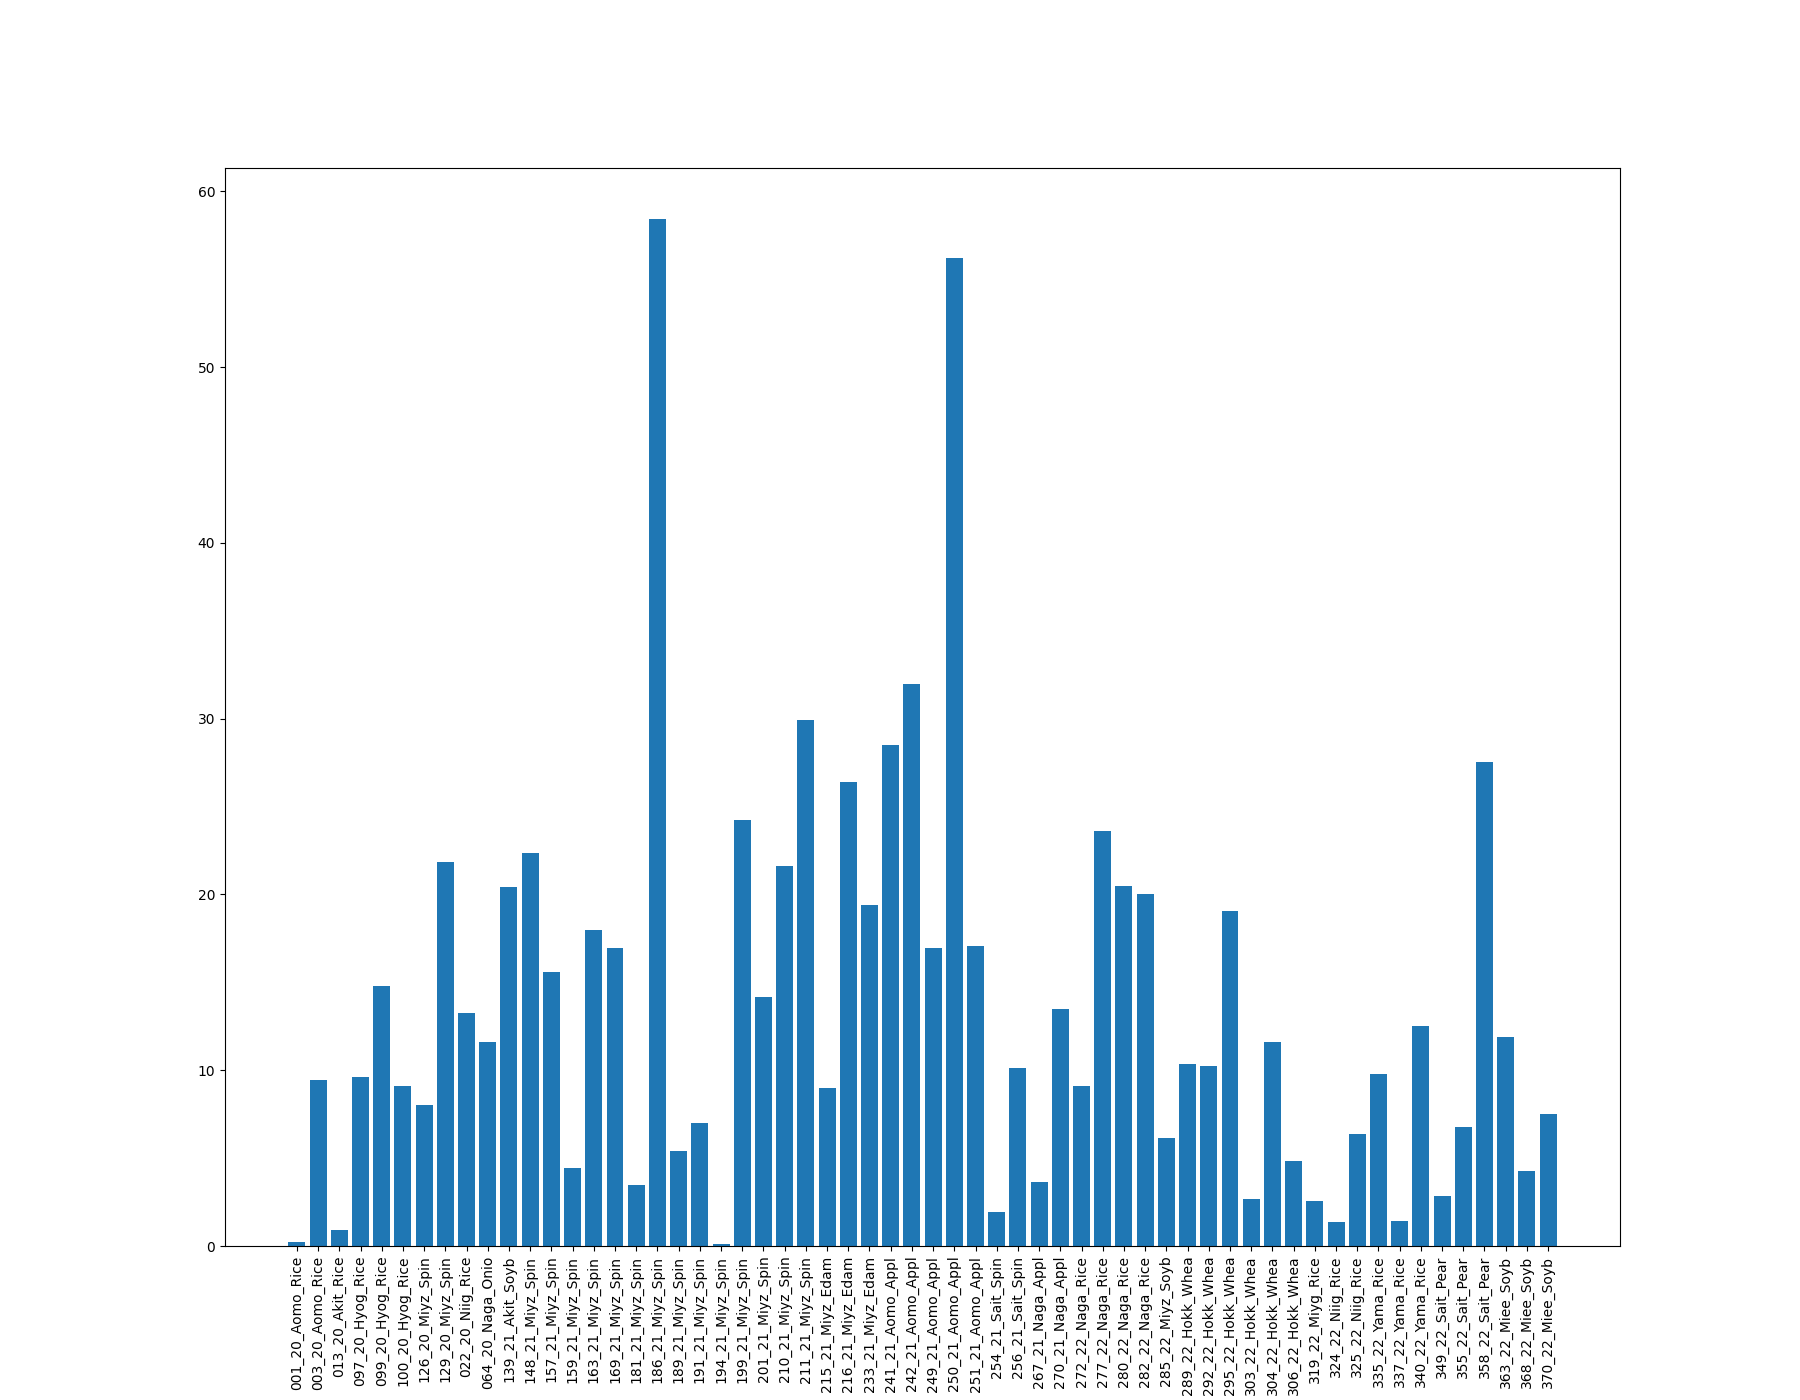 60
50
40
30
20
10
0
001_20_Aomo_Rice
003_20_Aomo_Rice
013_20_Akit_Rice
097_20_Hyog_Rice
099_20_Hyog_Rice
100_20_Hyog_Rice
126_20_Miyz_Spin
129_20_Miyz_Spin
022_20_Niig_Rice
064_20_Naga_Onio
139_21_Akit_Soyb
148_21_Miyz_Spin
157_21_Miyz_Spin
159_21_Miyz_Spin
163_21_Miyz_Spin
169_21_Miyz_Spin
181_21_Miyz_Spin
186_21_Miyz_Spin
189_21_Miyz_Spin
191_21_Miyz_Spin
194_21_Miyz_Spin
199_21_Miyz_Spin
201_21_Miyz_Spin
210_21_Miyz_Spin
211_21_Miyz_Spin
215_21_Miyz_Edam
216_21_Miyz_Edam
233_21_Miyz_Edam
241_21_Aomo_Appl
242_21_Aomo_Appl
249_21_Aomo_Appl
250_21_Aomo_Appl
251_21_Aomo_Appl
254_21_Sait_Spin
256_21_Sait_Spin
267_21_Naga_Appl
270_21_Naga_Appl
272_22_Naga_Rice
277_22_Naga_Rice
280_22_Naga_Rice
282_22_Naga_Rice
285_22_Miyz_Soyb
289_22_Hokk_Whea
292_22_Hokk_Whea
295_22_Hokk_Whea
303_22_Hokk_Whea
304_22_Hokk_Whea
306_22_Hokk_Whea
319_22_Miyg_Rice
324_22_Niig_Rice
325_22_Niig_Rice
335_22_Yama_Rice
337_22_Yama_Rice
340_22_Yama_Rice
349_22_Sait_Pear
355_22_Sait_Pear
358_22_Sait_Pear
363_22_Miee_Soyb
368_22_Miee_Soyb
370_22_Miee_Soyb